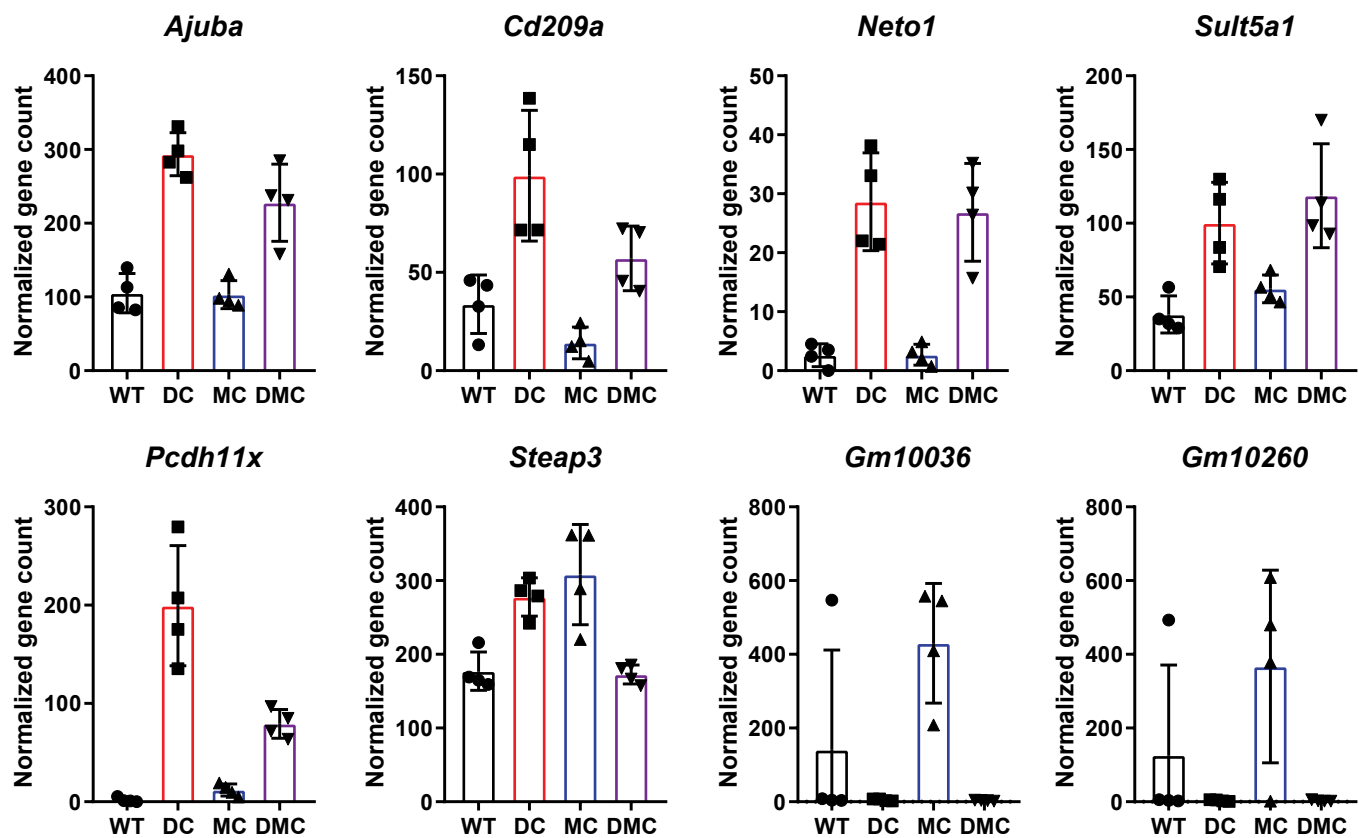 Ajuba
Cd209a
Neto1
Sult5a1
Normalized gene count
400
300
200
100
0
WT DC MC DMC
Normalized gene count
150
100
50
0
WT DC MC DMC
Normalized gene count
50
40
30
20
10
0
WT DC MC DMC
Normalized gene count
200
150
100
50
0
WT DC MC DMC
Pcdh11x
Steap3
Gm10036
Gm10260
Normalized gene count
300
200
100
0
WT DC MC DMC
Normalized gene count
400
300
200
100
0
WT DC MC DMC
Normalized gene count
800
600
400
200
0
WT DC MC DMC
Normalized gene count
800
600
400
200
0
WT DC MC DMC